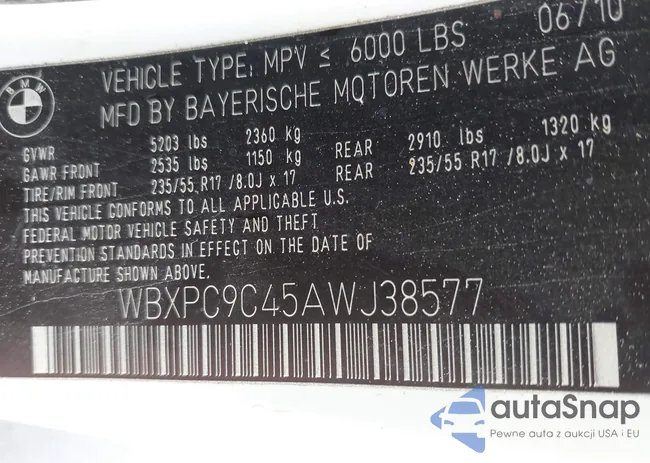 BMW
VEHICLE TYPE: MPV ≤ 6000 LBS 06/10
MFD BY BAYERISCHE MOTOREN WERKE AG
GVWR 5203 lbs 2360 kg
GAWR FRONT 2535 lbs 1150 kg REAR 2910 lbs 1320 kg
TIRE/RIM FRONT 235/55 R17 /8.0J x 17 REAR 235/55 R17 /8.0J x 17
THIS VEHICLE CONFORMS TO ALL APPLICABLE U.S.
FEDERAL MOTOR VEHICLE SAFETY AND THEFT
PREVENTION STANDARDS IN EFFECT ON THE DATE OF
MANUFACTURE SHOWN ABOVE.
WBXPC9C45AWJ38577
autaSnap
Pewne auta z aukcji USA i EU